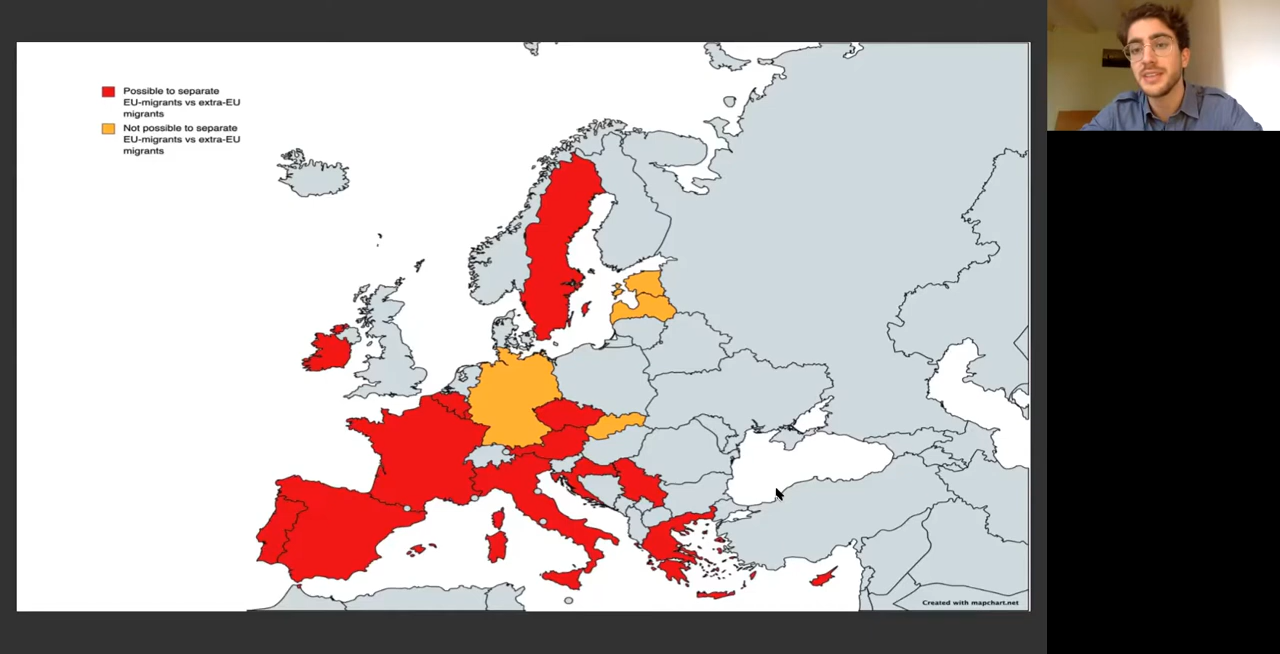 Possible to separate
EU-migrants vs extra-EU
migrants
Not possible to separate
EU-migrants vs extra-EU
migrants
Created with mapchart.net